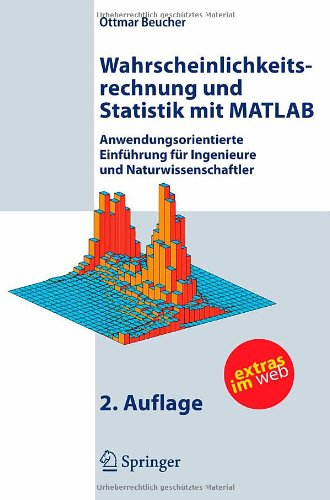 Urheberrechtlich geschütztes Material
Ottmar Beucher
Wahrscheinlichkeits-
rechnung und
Statistik mit MATLAB
Anwendungsorientierte
Einführung für Ingenieure
und Naturwissenschaftler
extras
im web
2. Auflage
Springer
Urheberrechtlich geschütztes Material